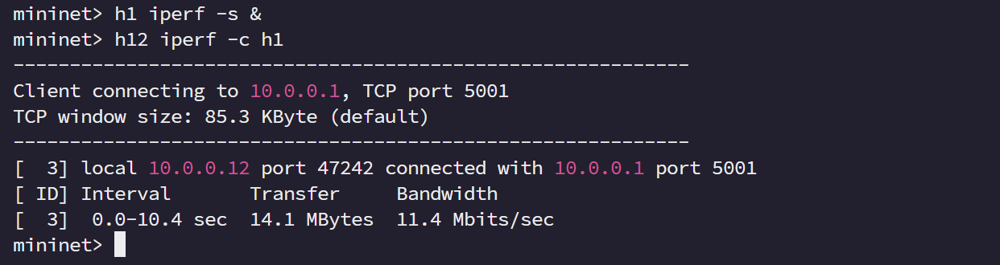 mininet> h1 iperf -s &
mininet> h12 iperf -c h1
------------------------------------------------------------
Client connecting to 10.0.0.1, TCP port 5001
TCP window size: 85.3 KByte (default)
------------------------------------------------------------
[  3] local 10.0.0.12 port 47242 connected with 10.0.0.1 port 5001
[ ID] Interval       Transfer     Bandwidth
[  3]  0.0-10.4 sec  14.1 MBytes  11.4 Mbits/sec
mininet>